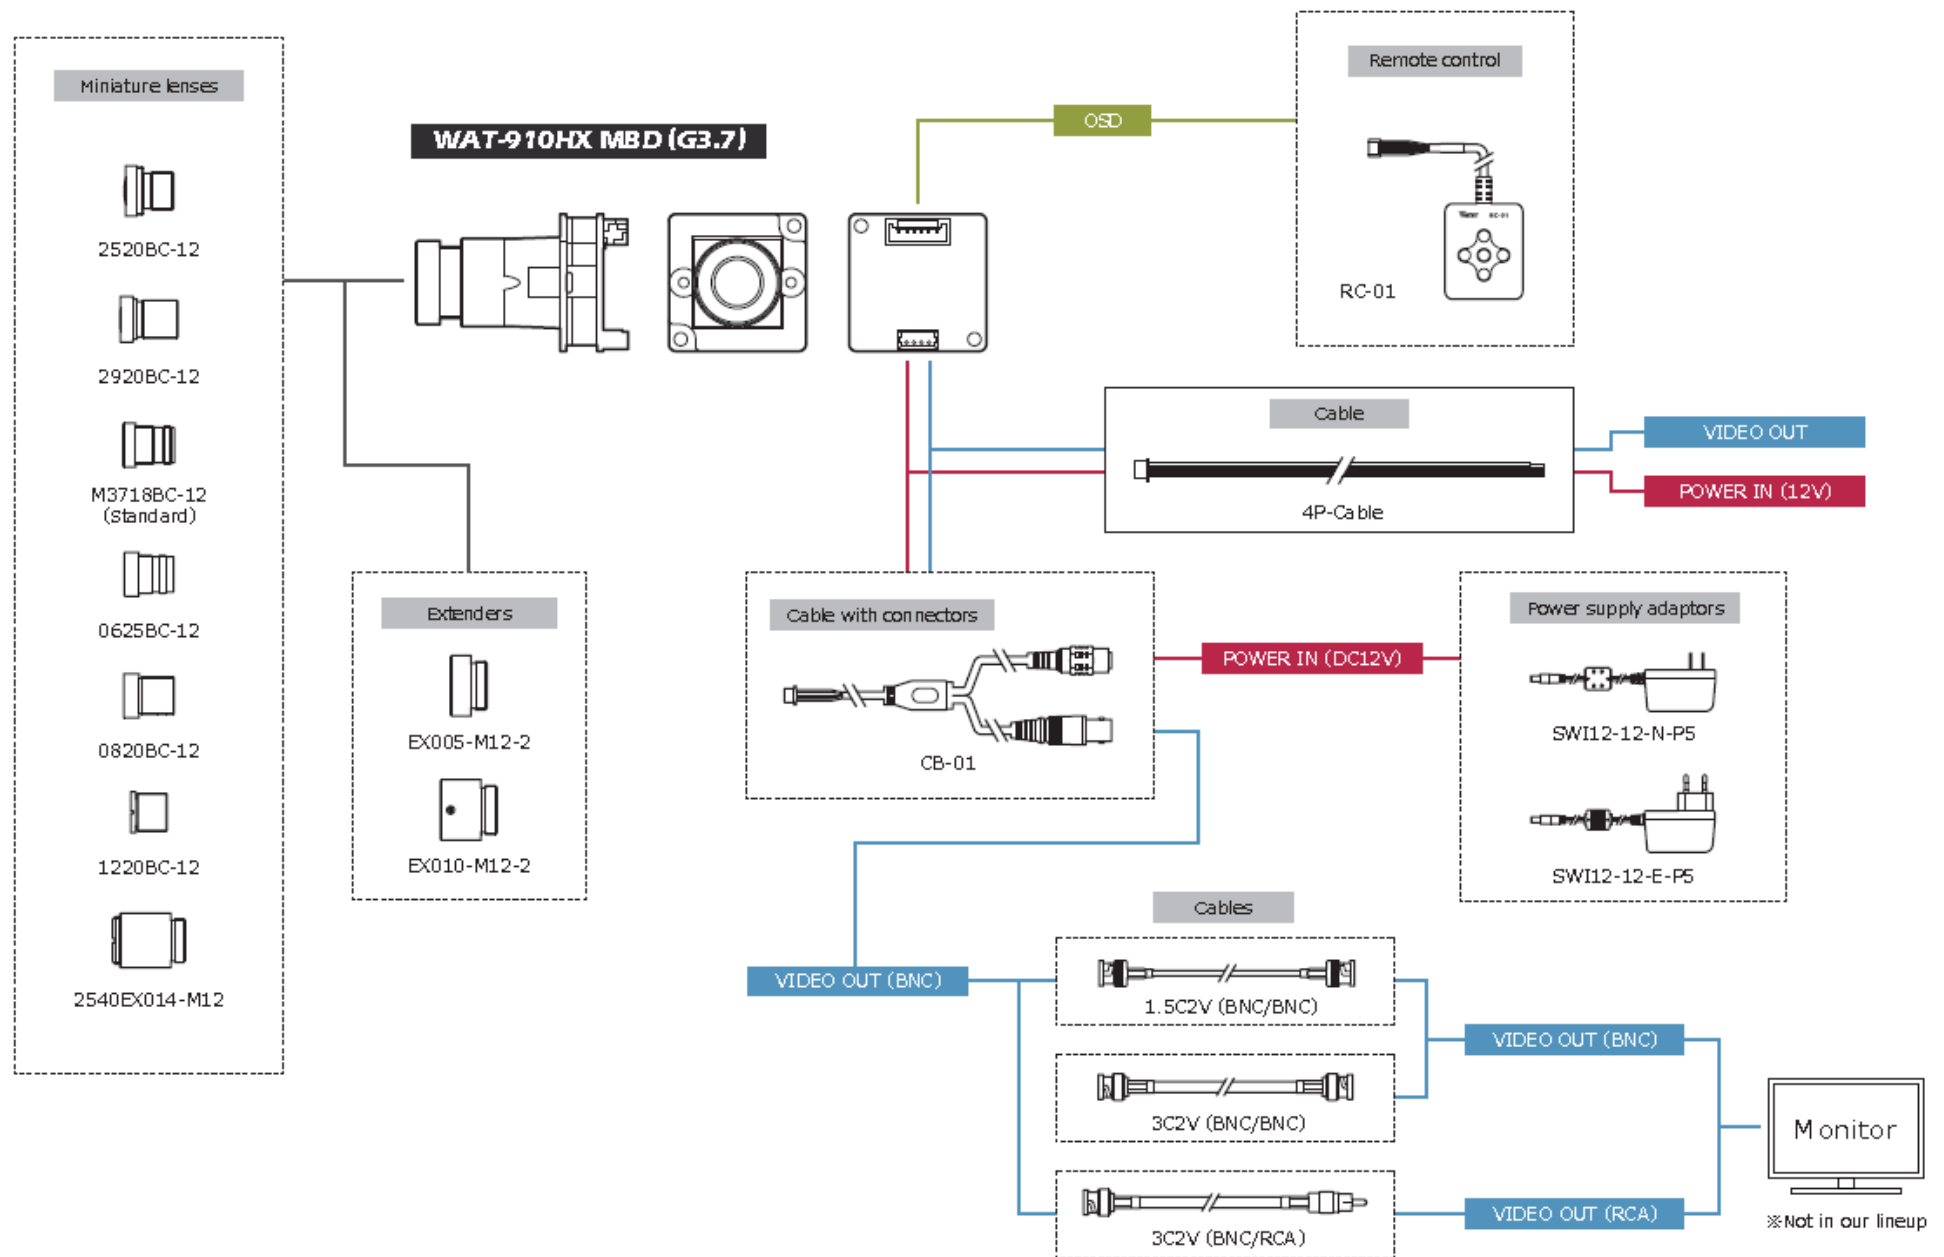 Miniature lenses
2520BC-12
2920BC-12
M3718BC-12
(Standard)
0625BC-12
0820BC-12
1220BC-12
2540EX014-M12
WAT-910HX MBD (G3.7)
Extenders
EX005-M12-2
EX010-M12-2
OSD
Remote control
RC-01
RC-01
Cable
4P-Cable
VIDEO OUT
POWER IN (12V)
Cable with connectors
CB-01
POWER IN (DC12V)
Power supply adaptors
SWI12-12-N-P5
SWI12-12-E-P5
Cables
VIDEO OUT (BNC)
1.5C2V (BNC/BNC)
3C2V (BNC/BNC)
3C2V (BNC/RCA)
VIDEO OUT (BNC)
VIDEO OUT (RCA)
Monitor
※Not in our lineup